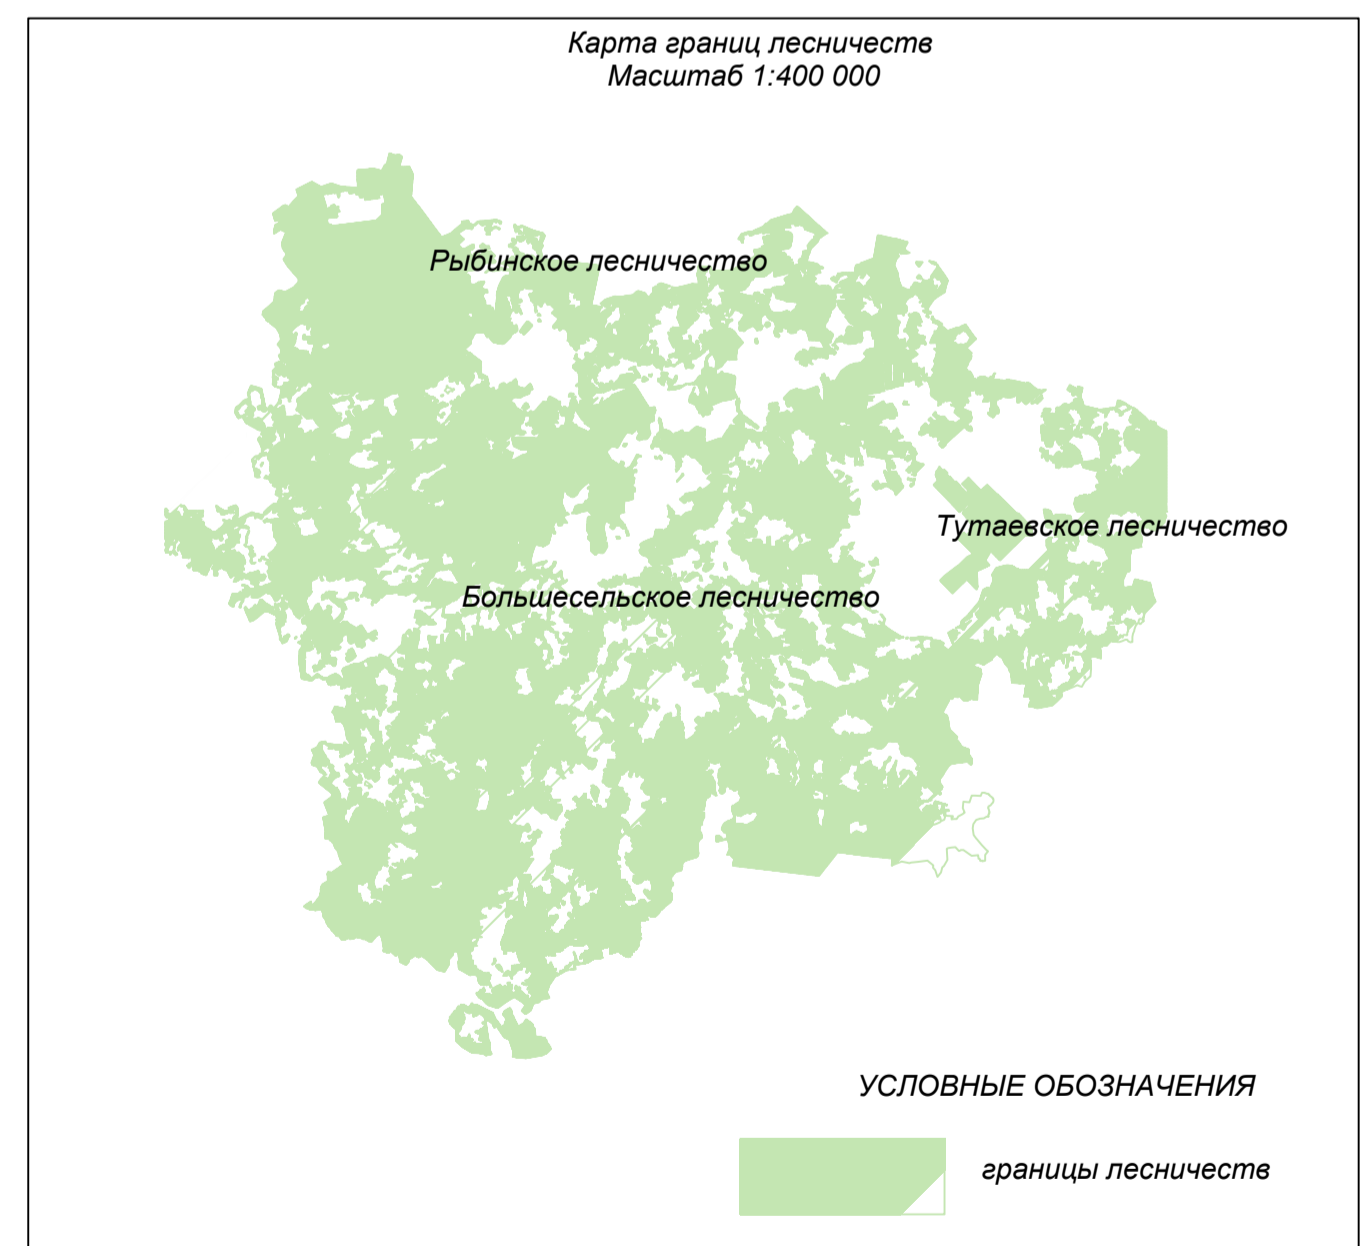 Карта границ лесничеств
Масштаб 1:400 000
Рыбинское лесничество
Тутаевское лесничество
Большесельское лесничество
УСЛОВНЫЕ ОБОЗНАЧЕНИЯ
границы лесничеств